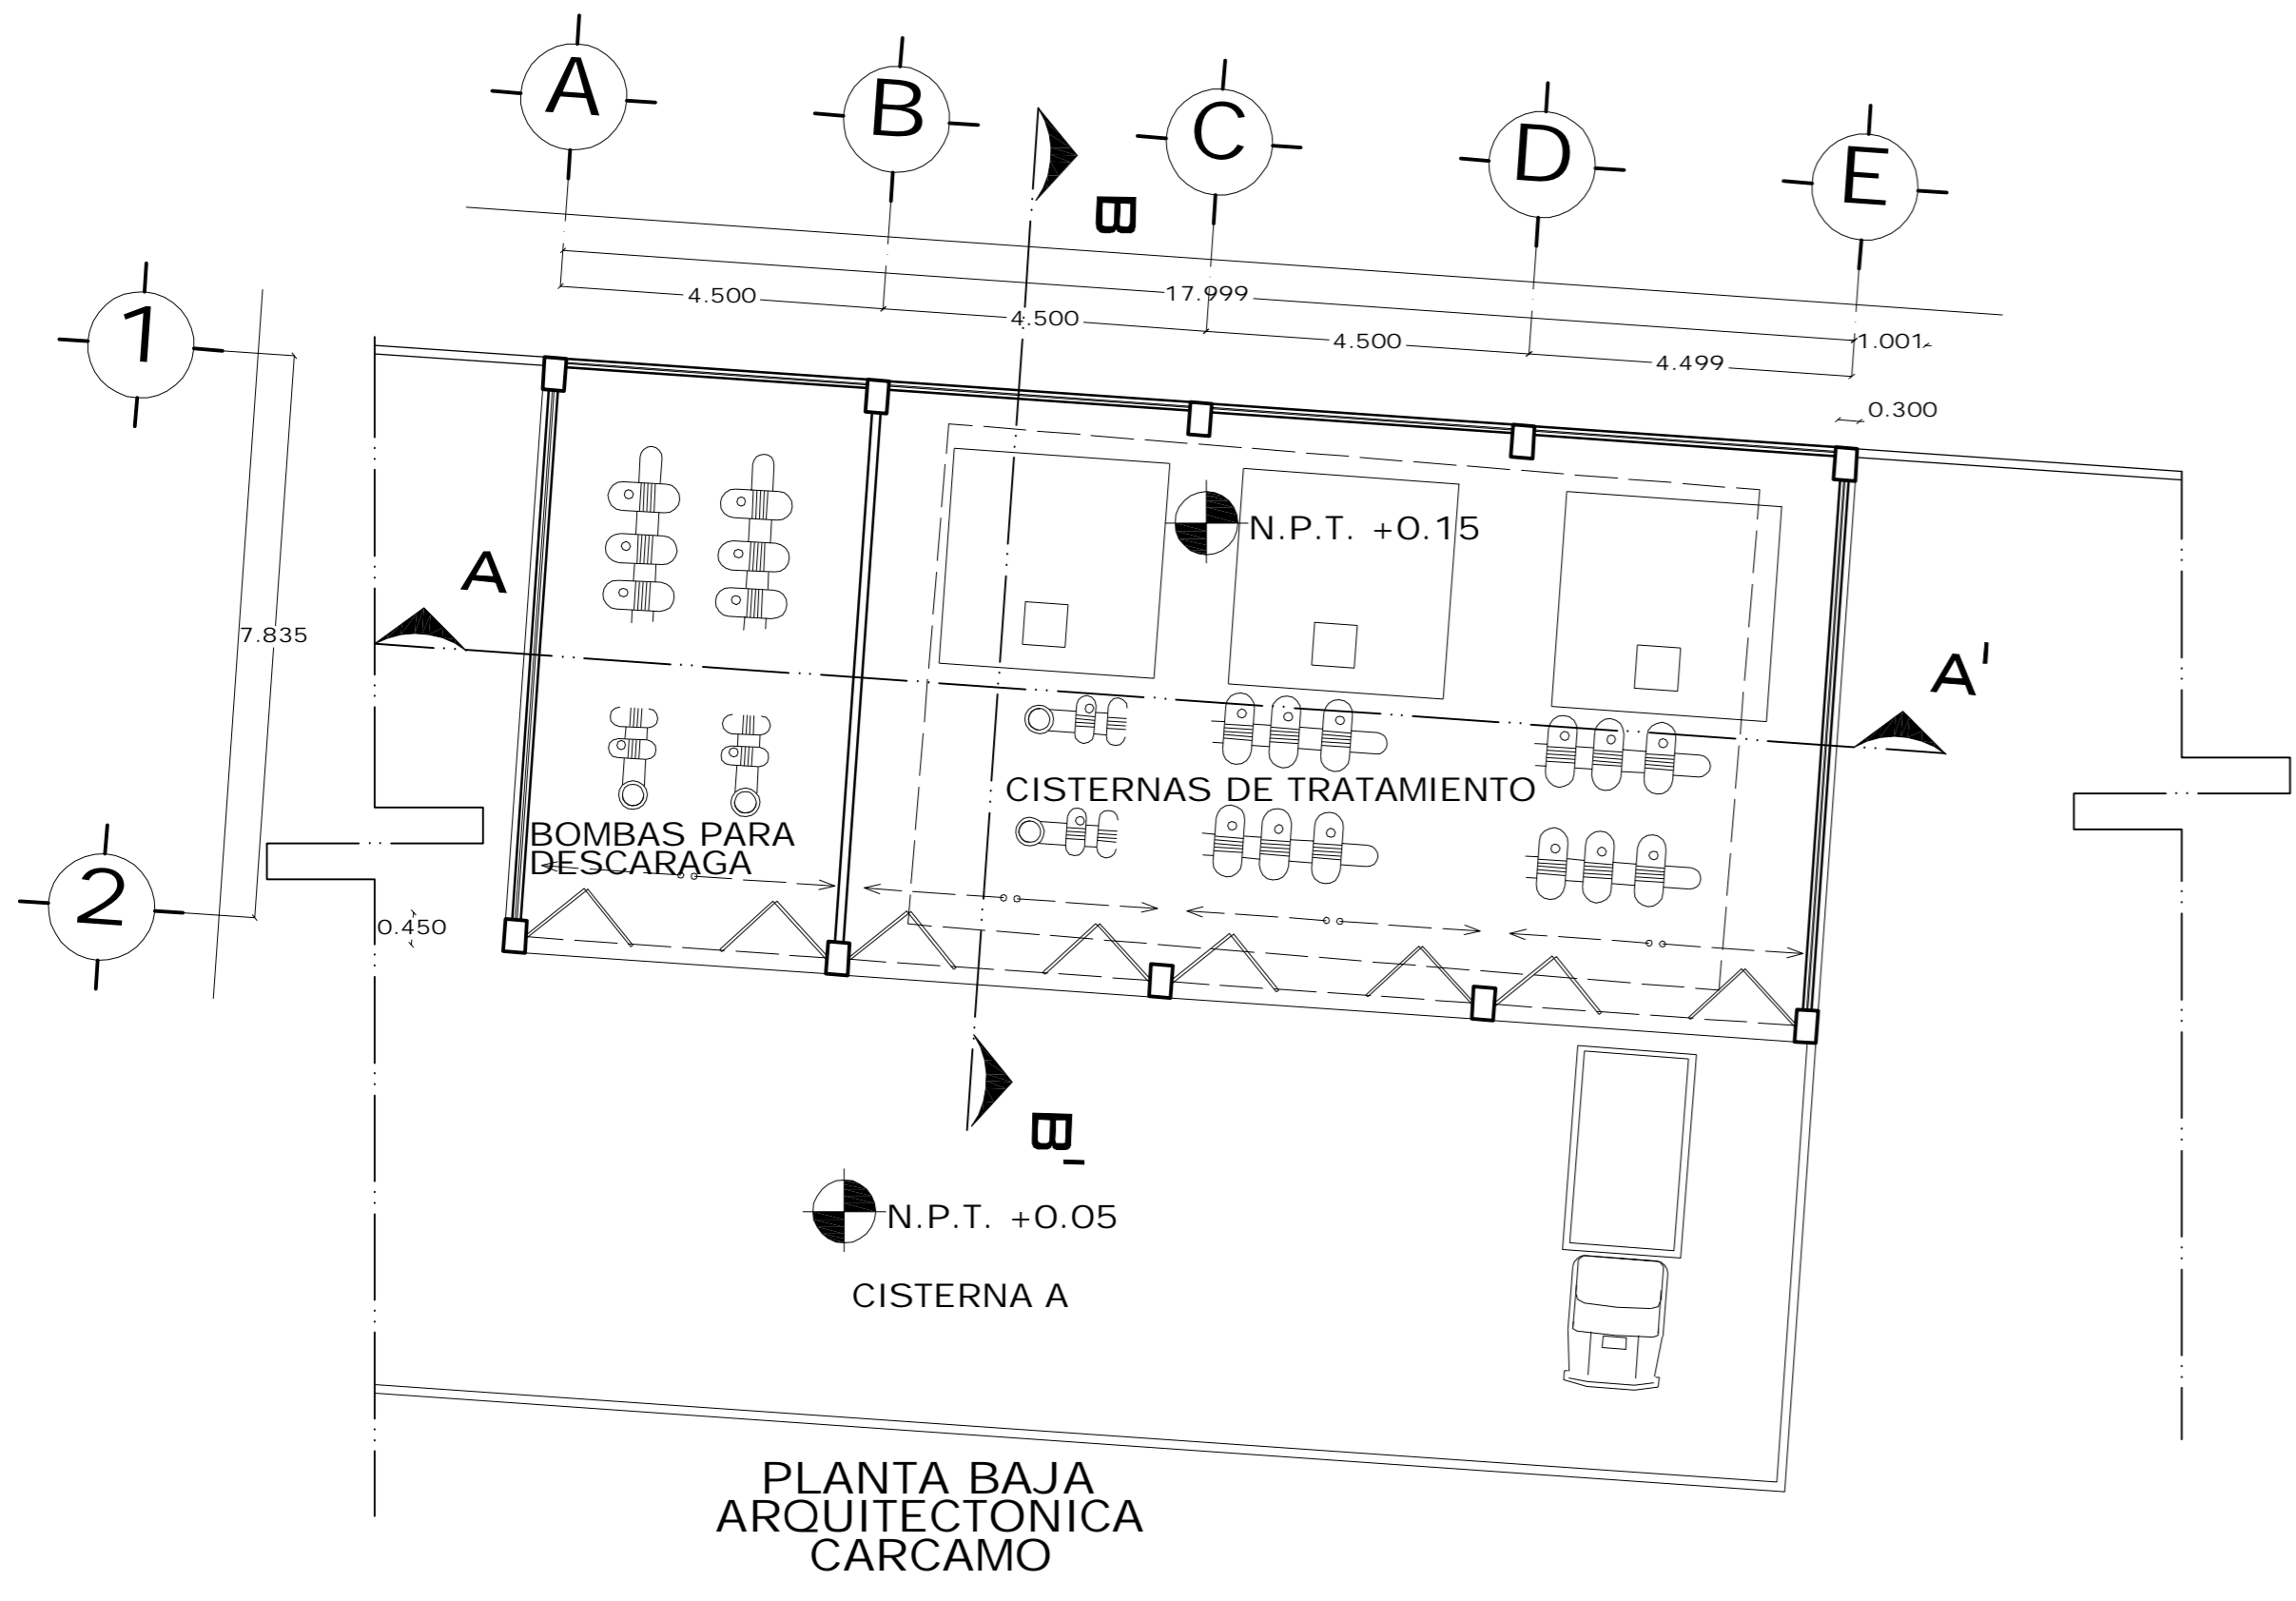 A
B
C
D
E
B
4.500
17.999
4.500
4.500
4.499
1.001
0.300
1
7.835
A
N.P.T. +0.15
A'
CISTERNAS DE TRATAMIENTO
BOMBAS PARA
DESCARAGA
2
0.450
B'
N.P.T. +0.05
CISTERNA A
PLANTA BAJA
ARQUITECTONICA
CARCAMO